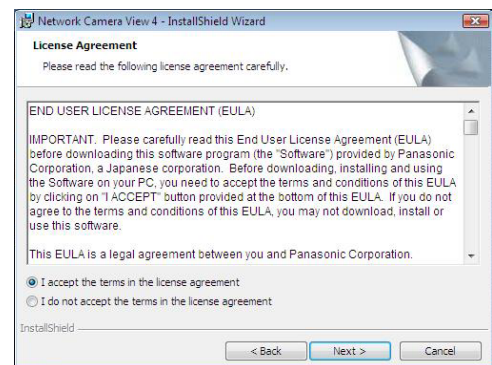 Network Camera View 4 - InstallShield Wizard
License Agreement
Please read the following license agreement carefully.
END USER LICENSE AGREEMENT (EULA)
IMPORTANT. Please carefully read this End User License Agreement (EULA)
before downloading this software program (the "Software") provided by Panasonic
Corporation, a Japanese corporation. Before downloading, installing and using
the Software on your PC, you need to accept the terms and conditions of this EULA
by clicking on "I ACCEPT" button provided at the bottom of this EULA. If you do not
agree to the terms and conditions of this EULA, you may not download, install or
use this software.
This EULA is a legal agreement between you and Panasonic Corporation.
I accept the terms in the license agreement
I do not accept the terms in the license agreement
InstallShield
< Back
Next >
Cancel